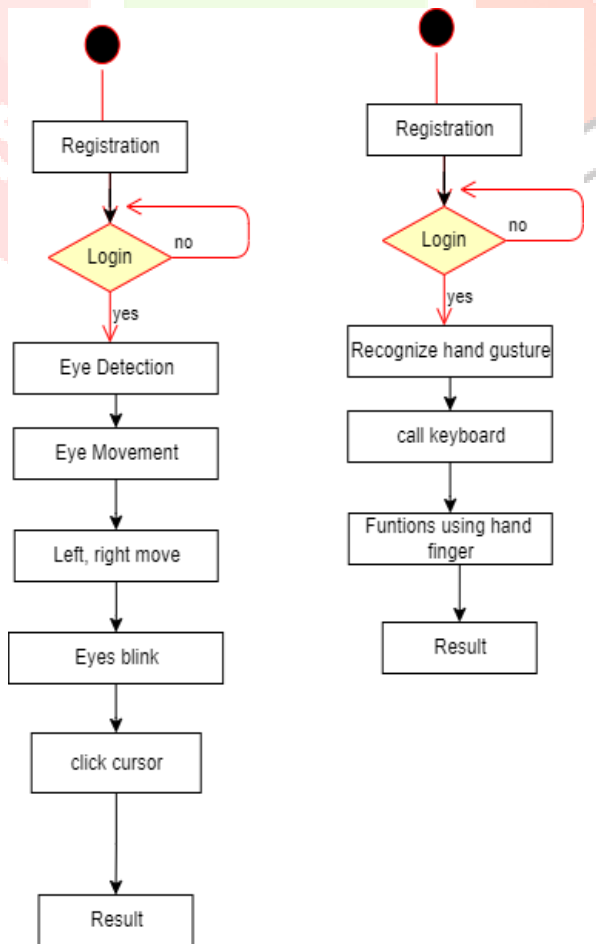 Registration
Login
no
yes
Eye Detection
Eye Movement
Left, right move
Eyes blink
click cursor
Result
Registration
Login
no
yes
Recognize hand gusture
call keyboard
Funtions using hand
finger
Result